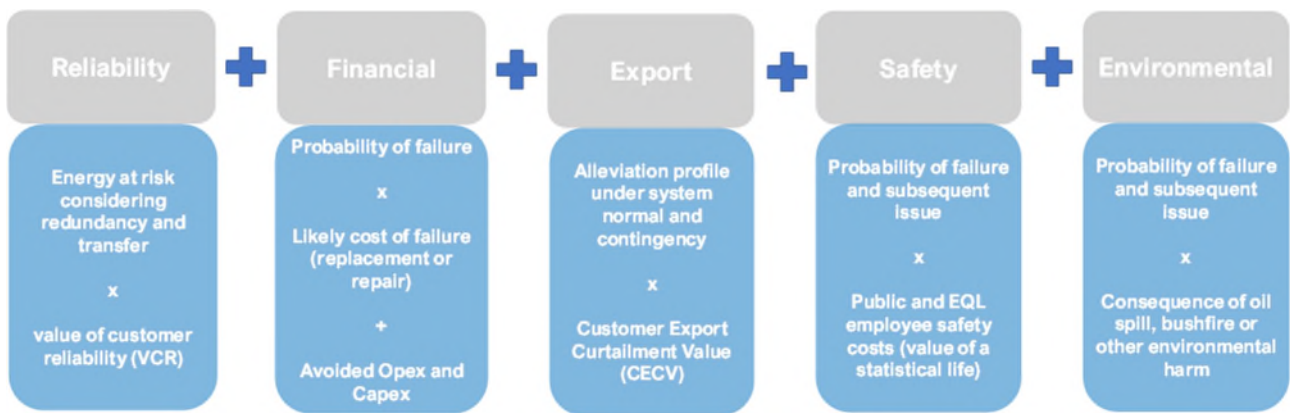 Reliability
Energy at risk
considering
redundancy and
transfer
x
value of customer
reliability (VCR)
+
Financial
Probability of failure
x
Likely cost of failure
(replacement or
repair)
+
Avoided Opex and
Capex
+
Export
Alleviation profile
under system
normal and
contingency
x
Customer Export
Curtailment Value
(CECV)
+
Safety
Probability of failure
and subsequent
issue
x
Public and EQL
employee safety
costs (value of a
statistical life)
+
Environmental
Probability of failure
and subsequent
issue
x
Consequence of oil
spill, bushfire or
other environmental
harm